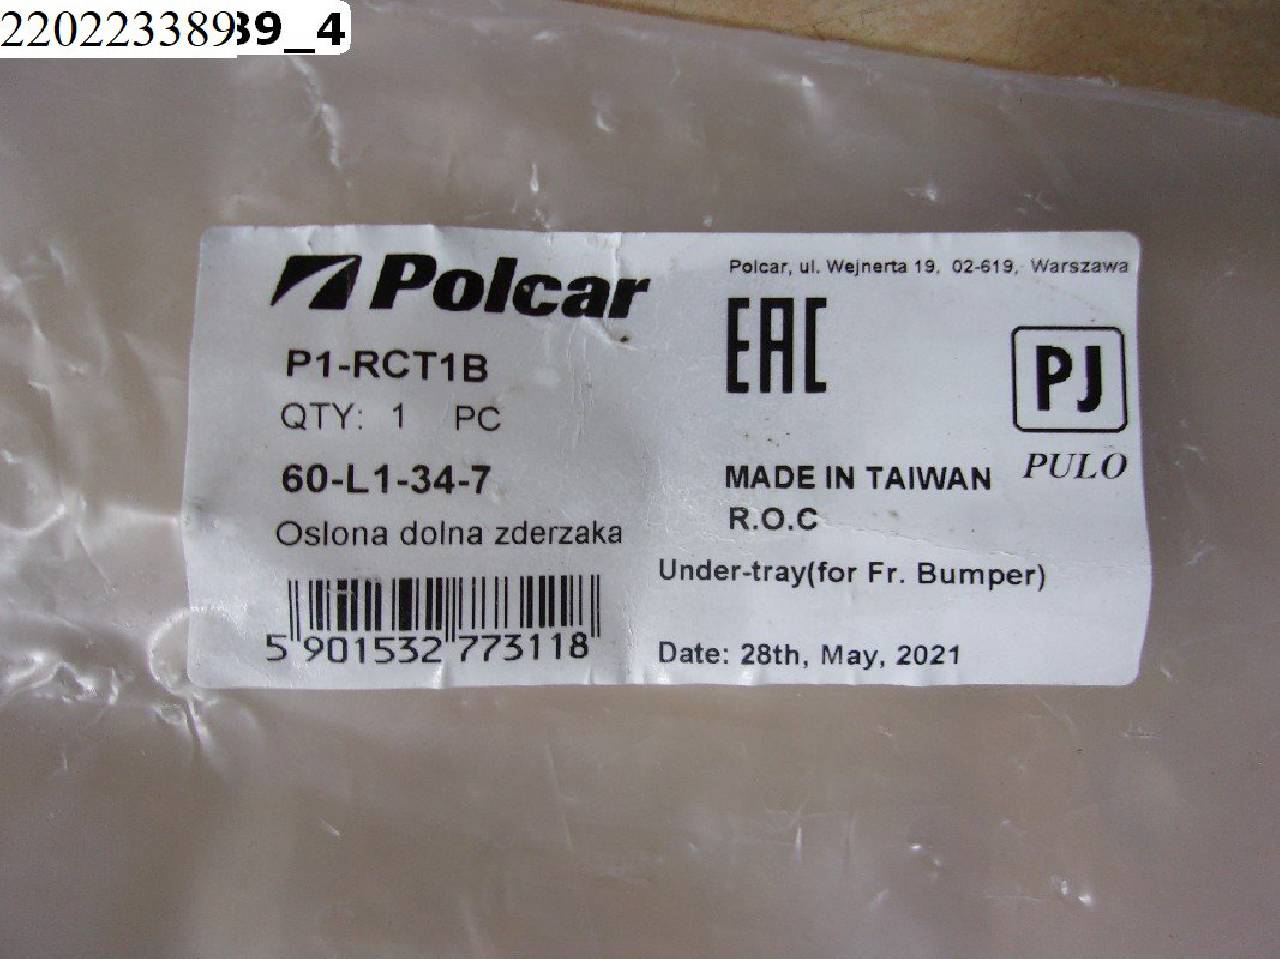 220223389
39_4
Polcar
P1-RCT1B
QTY: 1 PC
60-L1-34-7
Oslona dolna zderzaka
5 901532 773118
Polcar, ul. Wejnerta 19, 02-619, Warszawa
EAC
PJ
PULO
MADE IN TAIWAN
R.O.C
Under-tray(for Fr. Bumper)
Date: 28th, May, 2021